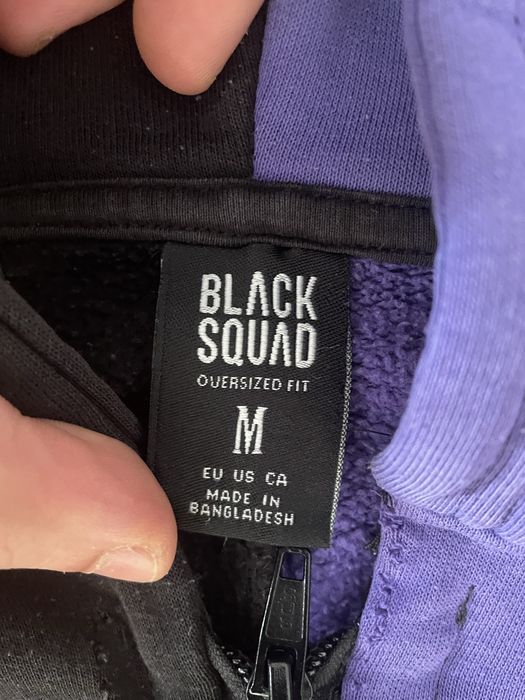 BLACK
SQUAD
OVERSIZED FIT
M
EU US CA
MADE IN
BANGLADESH